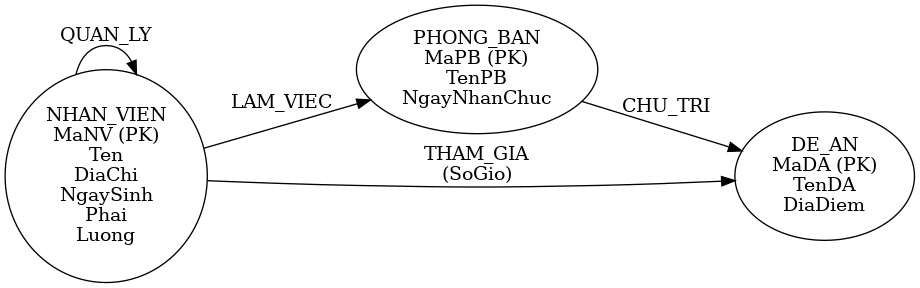 QUAN_LY
NHAN_VIEN
MaNV (PK)
Ten
DiaChi
NgaySinh
Phai
Luong
LAM_VIEC
PHONG_BAN
MaPB (PK)
TenPB
NgayNhanChuc
THAM_GIA
(SoGio)
CHU_TRI
DE_AN
MaDA (PK)
TenDA
DiaDiem